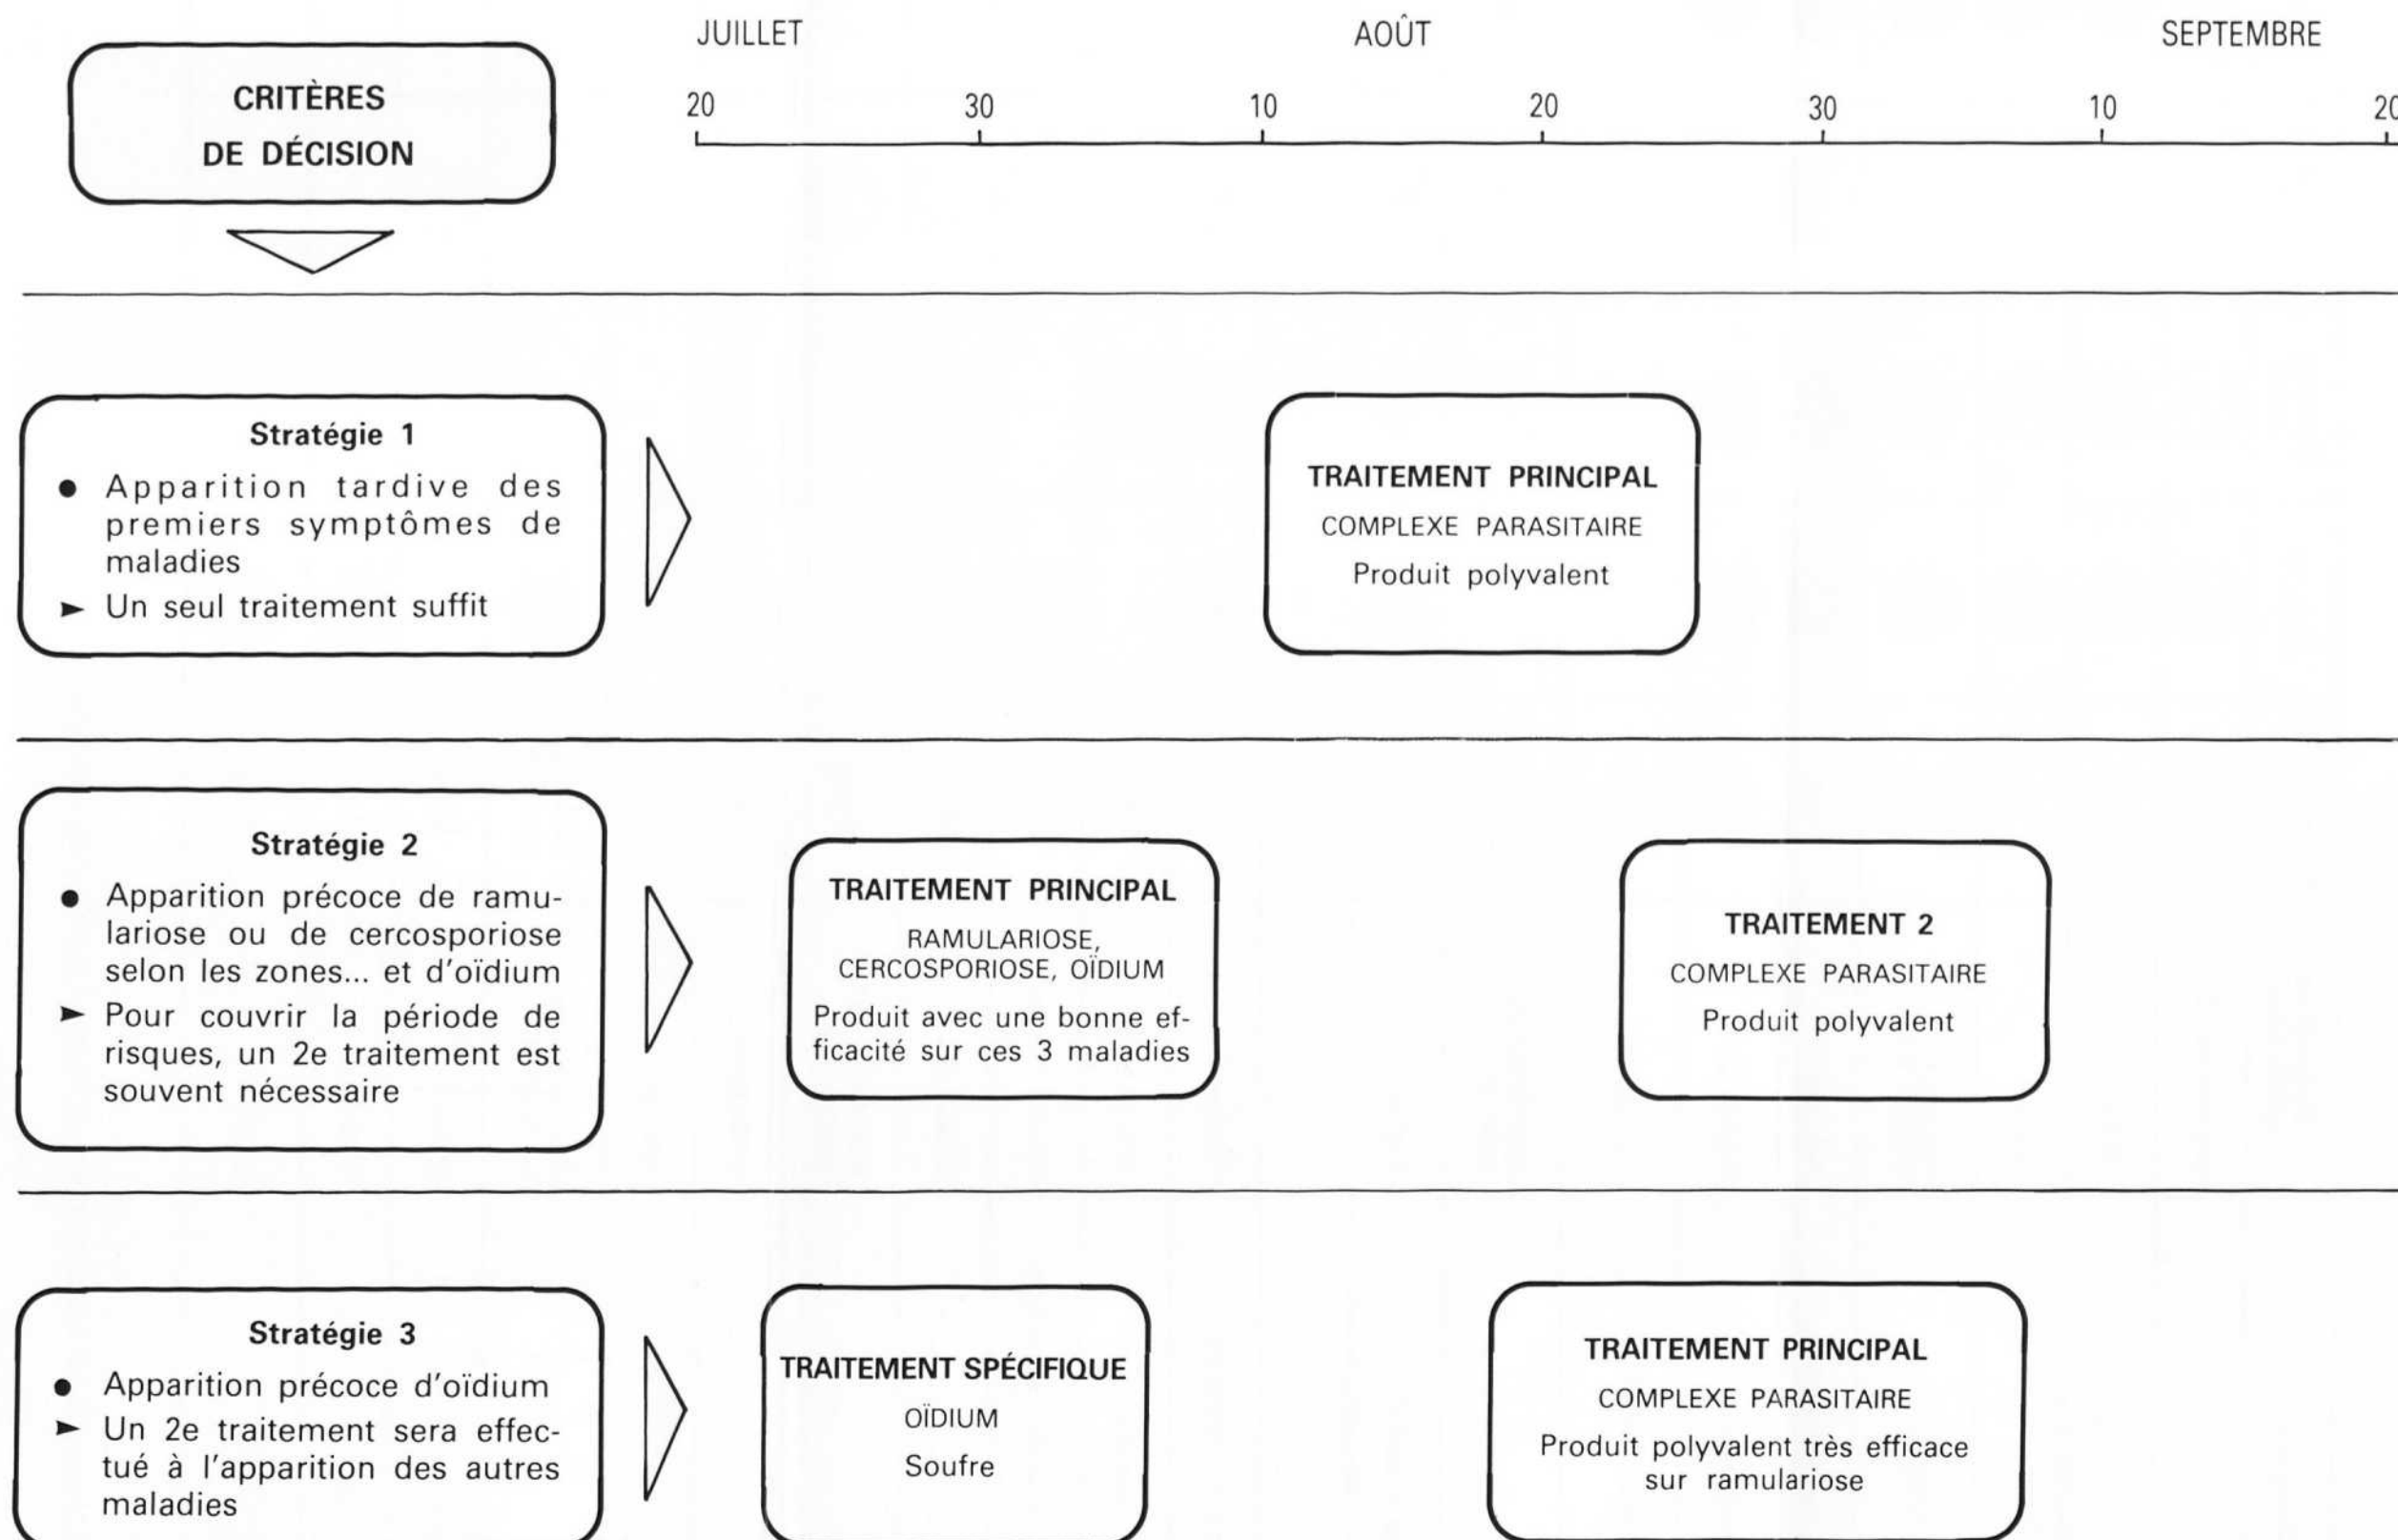 JUILLET AOÛT SEPTEMBRE
CRITÈRES
DE DÉCISION
20 30 10 20 30 10 20
Stratégie 1
● Apparition tardive des
premiers symptômes de
maladies
► Un seul traitement suffit
TRAITEMENT PRINCIPAL
COMPLEXE PARASITAIRE
Produit polyvalent
Stratégie 2
● Apparition précoce de ramu-
lariose ou de cercosporiose
selon les zones... et d'oïdium
► Pour couvrir la période de
risques, un 2e traitement est
souvent nécessaire
TRAITEMENT PRINCIPAL
RAMULARIOSE,
CERCOSPORIOSE, OÏDIUM
Produit avec une bonne ef-
ficacité sur ces 3 maladies
TRAITEMENT 2
COMPLEXE PARASITAIRE
Produit polyvalent
Stratégie 3
● Apparition précoce d'oïdium
► Un 2e traitement sera effec-
tué à l'apparition des autres
maladies
TRAITEMENT SPÉCIFIQUE
OÏDIUM
Soufre
TRAITEMENT PRINCIPAL
COMPLEXE PARASITAIRE
Produit polyvalent très efficace
sur ramulariose